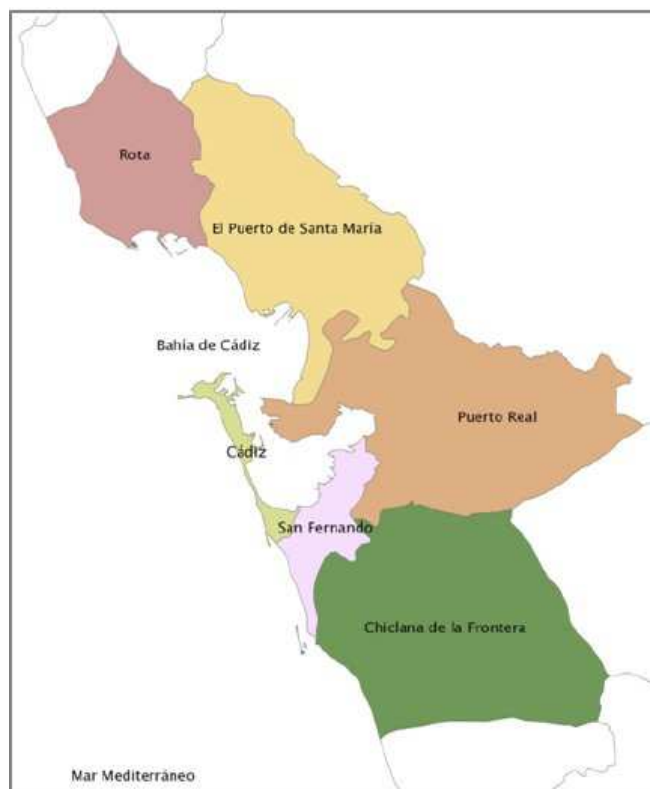 Rota
El Puerto de Santa María
Bahía de Cádiz
Puerto Real
Cádiz
San Fernando
Chiclana de la Frontera
Mar Mediterráneo